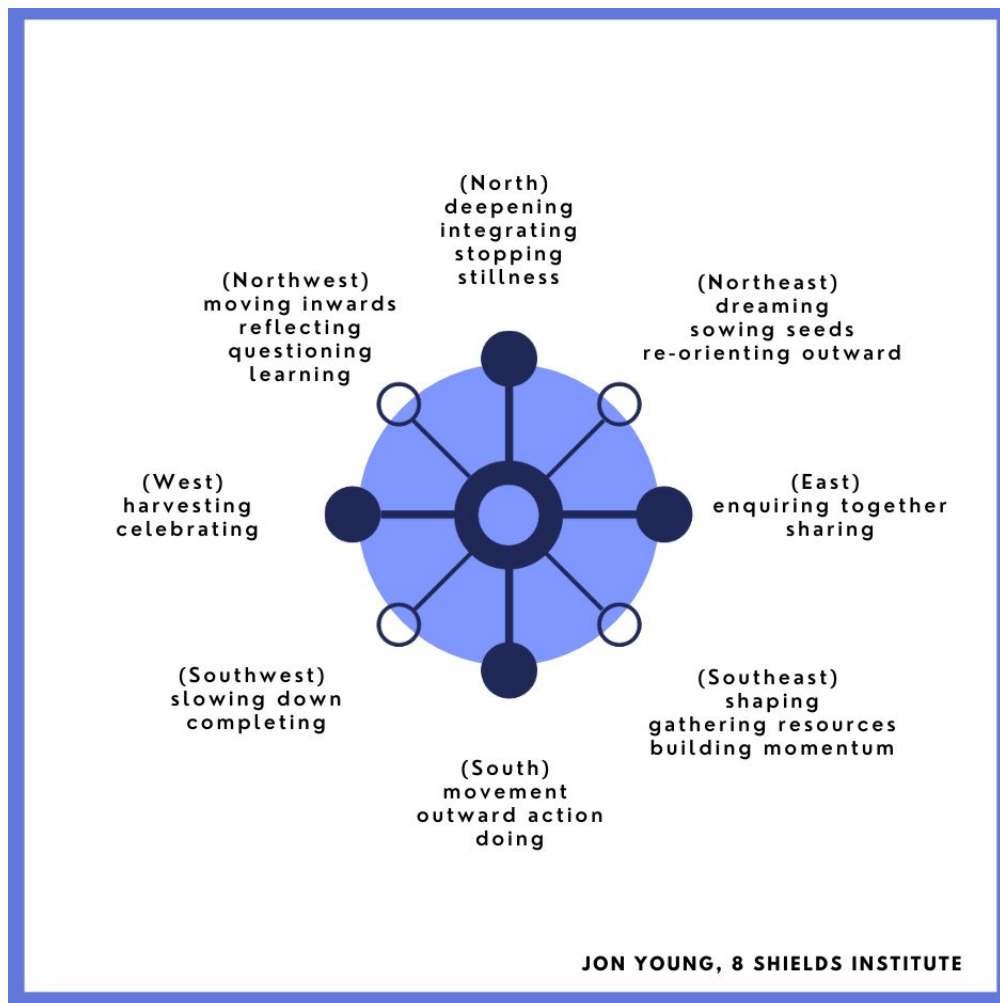 (North)
deepening
integrating
stopping
stillness
(Northwest)
moving inwards
reflecting
questioning
learning
(Northeast)
dreaming
sowing seeds
re-orienting outward
(West)
harvesting
celebrating
(East)
enquiring together
sharing
(Southwest)
slowing down
completing
(Southeast)
shaping
gathering resources
building momentum
(South)
movement
outward action
doing
JON YOUNG, 8 SHIELDS INSTITUTE